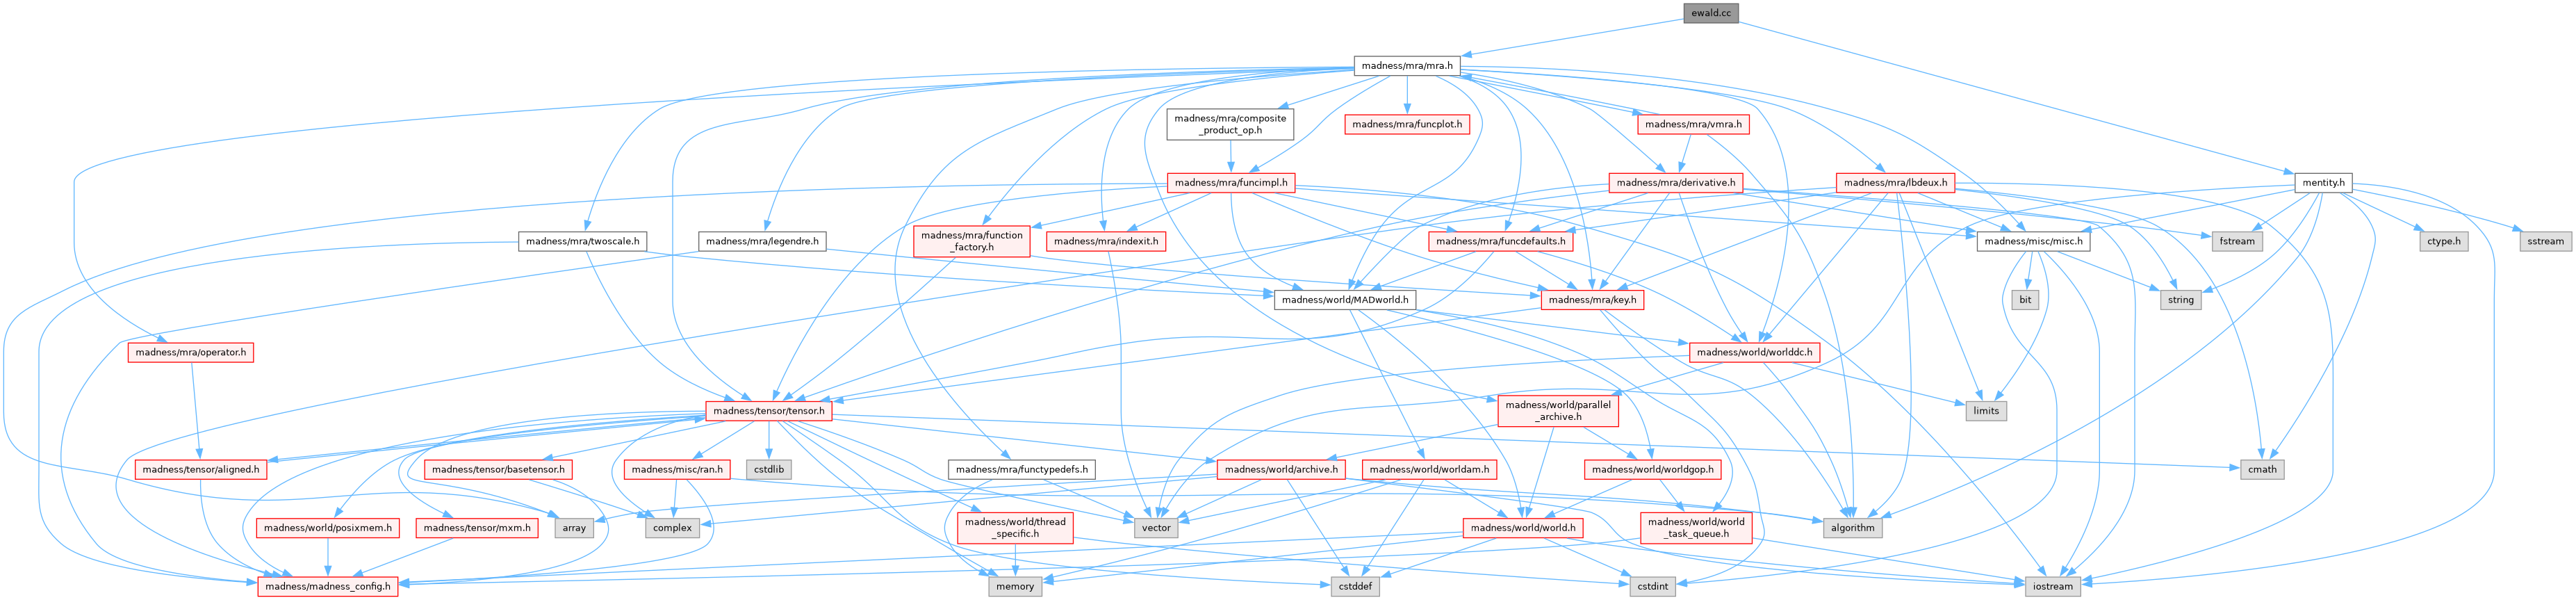 ewald.cc
madness/mra/mra.h
madness/mra/composite
_product_op.h
madness/mra/funcplot.h
madness/mra/vmra.h
madness/mra/funcimpl.h
madness/mra/derivative.h
madness/mra/lbdeux.h
mentity.h
madness/mra/twoscale.h
madness/mra/legendre.h
madness/mra/function
_factory.h
madness/mra/indexit.h
madness/mra/funcdefaults.h
madness/misc/misc.h
fstream
ctype.h
sstream
madness/world/MADworld.h
madness/mra/key.h
bit
string
madness/mra/operator.h
madness/world/worlddc.h
madness/tensor/tensor.h
madness/world/parallel
_archive.h
limits
madness/tensor/aligned.h
madness/tensor/basetensor.h
madness/misc/ran.h
cstdlib
madness/mra/functypedefs.h
madness/world/archive.h
madness/world/worldam.h
madness/world/worldgop.h
cmath
madness/world/posixmem.h
madness/tensor/mxm.h
array
complex
madness/world/thread
_specific.h
vector
madness/world/world.h
madness/world/world
_task_queue.h
algorithm
madness/madness_config.h
memory
cstddef
cstdint
iostream